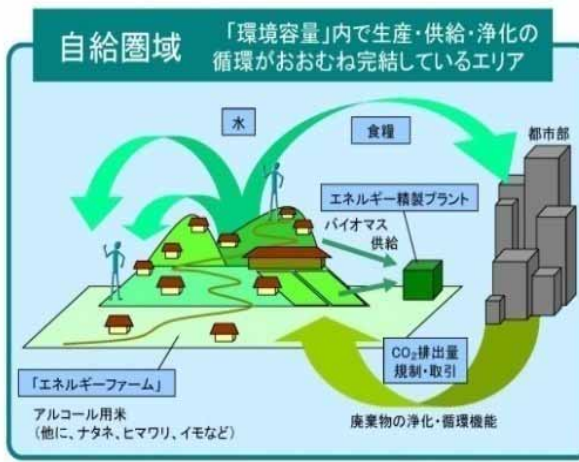 自給圏域
「環境容量」内で生産・供給・浄化の
循環がおおむね完結しているエリア
水
食糧
都市部
エネルギー精製プラント
バイオマス
供給
CO₂排出量
規制・取引
「エネルギーファーム」
アルコール用米
(他に、ナタネ、ヒマワリ、イモなど)
廃棄物の浄化・循環機能